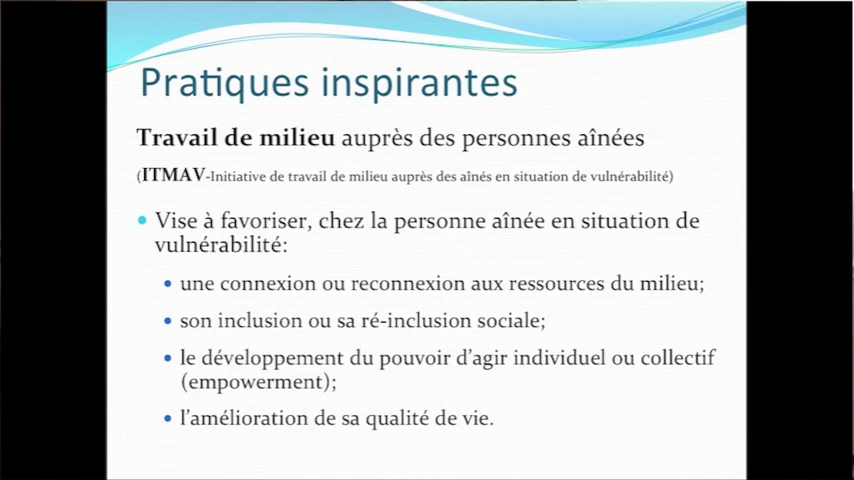 Pratiques inspirantes
Travail de milieu auprès des personnes aînées
(ITMAV-Initiative de travail de milieu auprès des aînés en situation de vulnérabilité)
• Vise à favoriser, chez la personne aînée en situation de
vulnérabilité:
• une connexion ou reconnexion aux ressources du milieu;
• son inclusion ou sa ré-inclusion sociale;
• le développement du pouvoir d'agir individuel ou collectif
(empowerment);
• l'amélioration de sa qualité de vie.